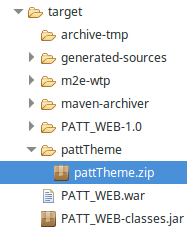 target
archive-tmp
generated-sources
m2e-wtp
maven-archiver
PATT_WEB-1.0
pattTheme
pattTheme.zip
PATT_WEB.war
PATT_WEB-classes.jar